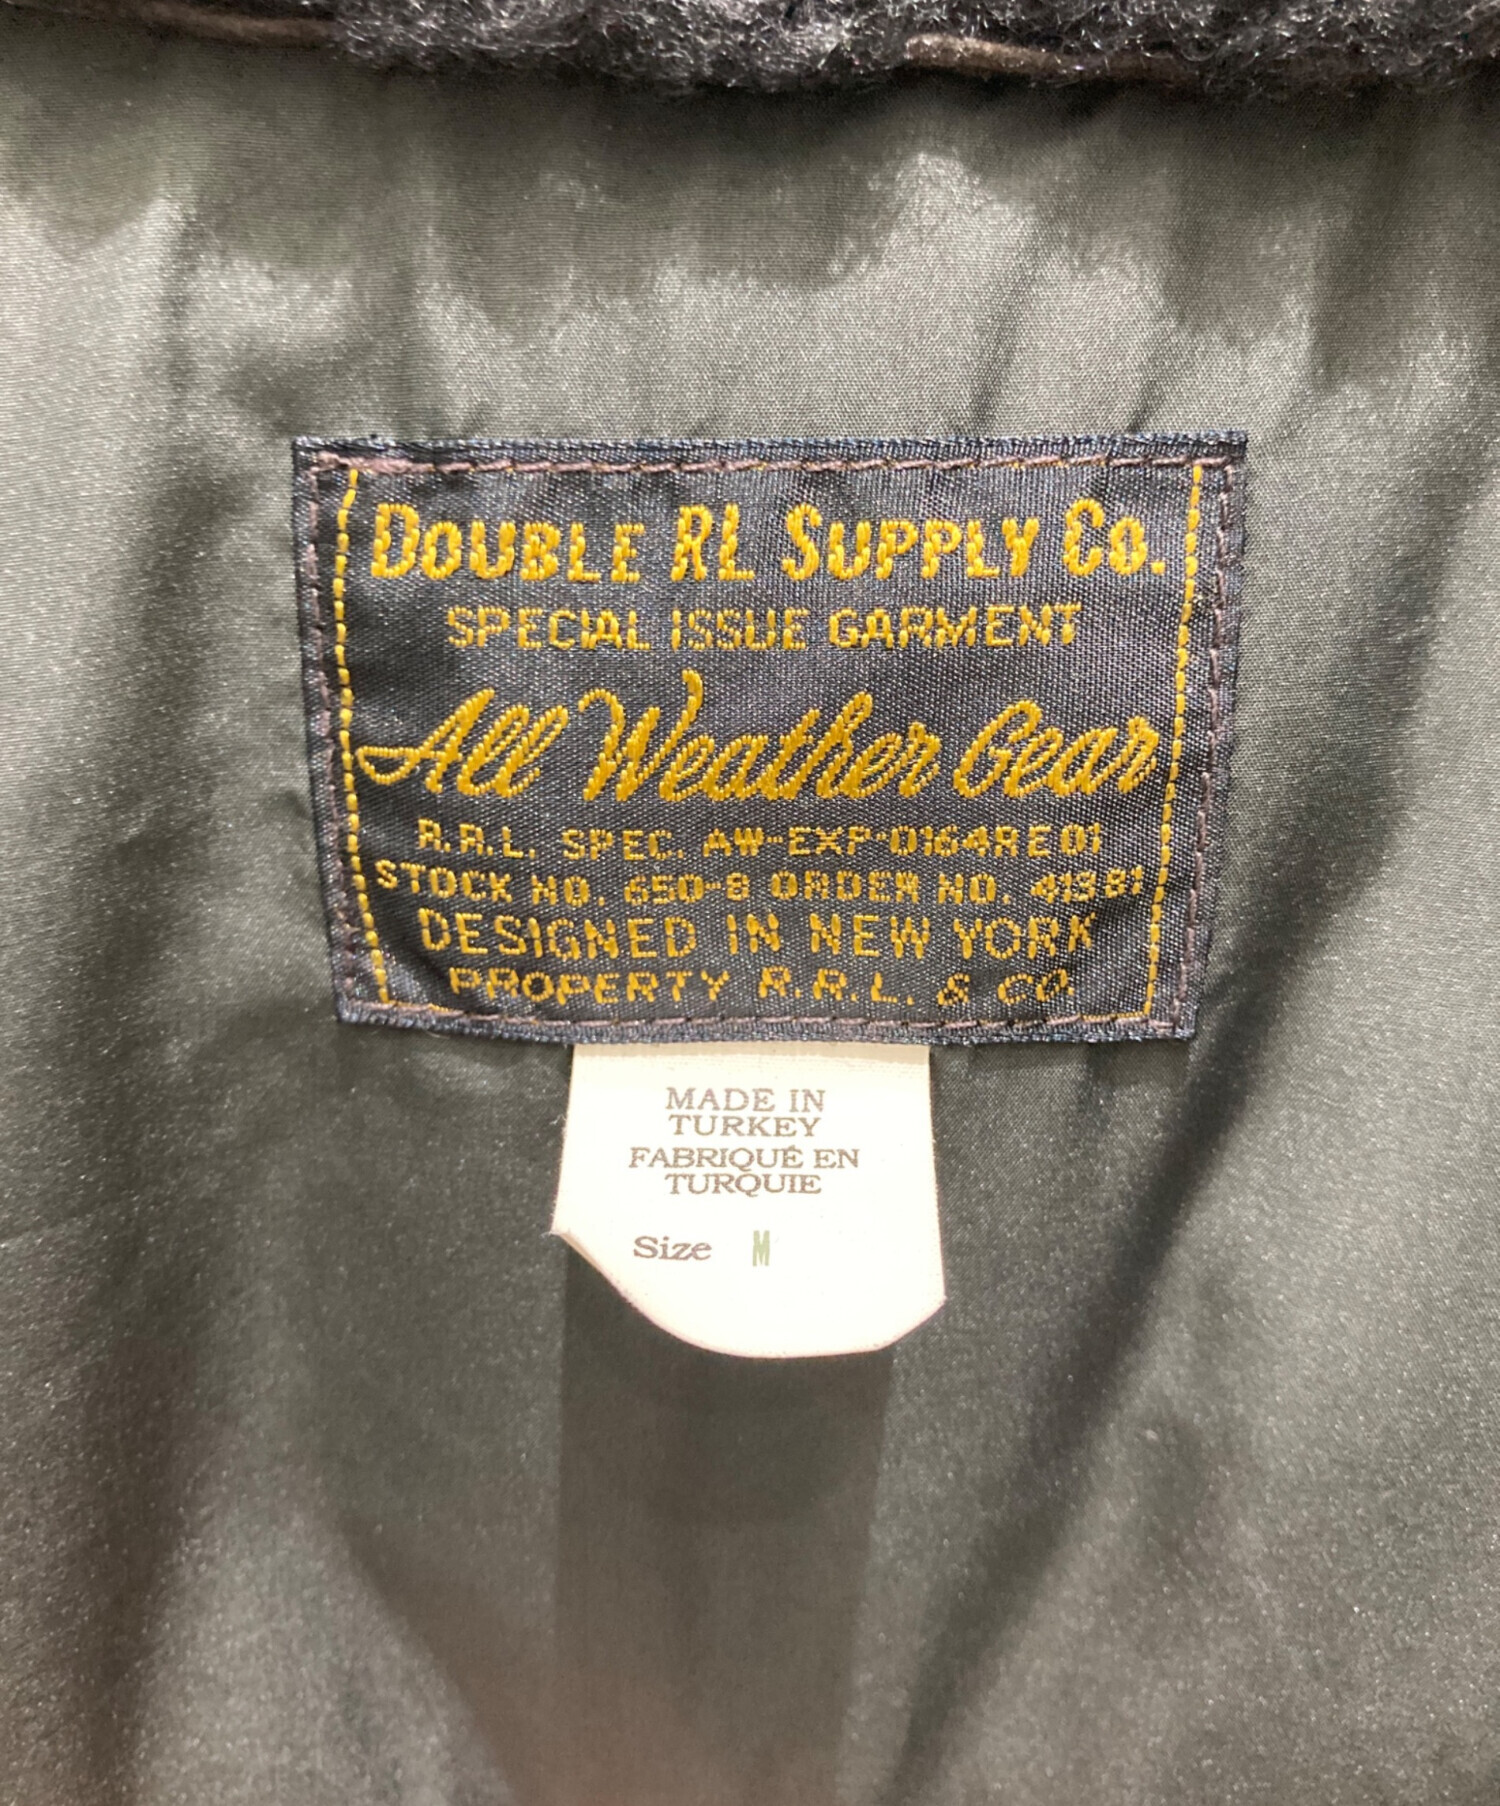 DOUBLE RL SUPPLY CO.
SPECIAL ISSUE GARMENT
All Weather Gear
R.R.L. SPEC. AW-EXP-0164RE01
STOCK NO. 650-8 ORDER NO. 41381
DESIGNED IN NEW YORK
PROPERTY R.R.L. & CO.
MADE IN
TURKEY
FABRIQUÉ EN
TURQUIE
Size M